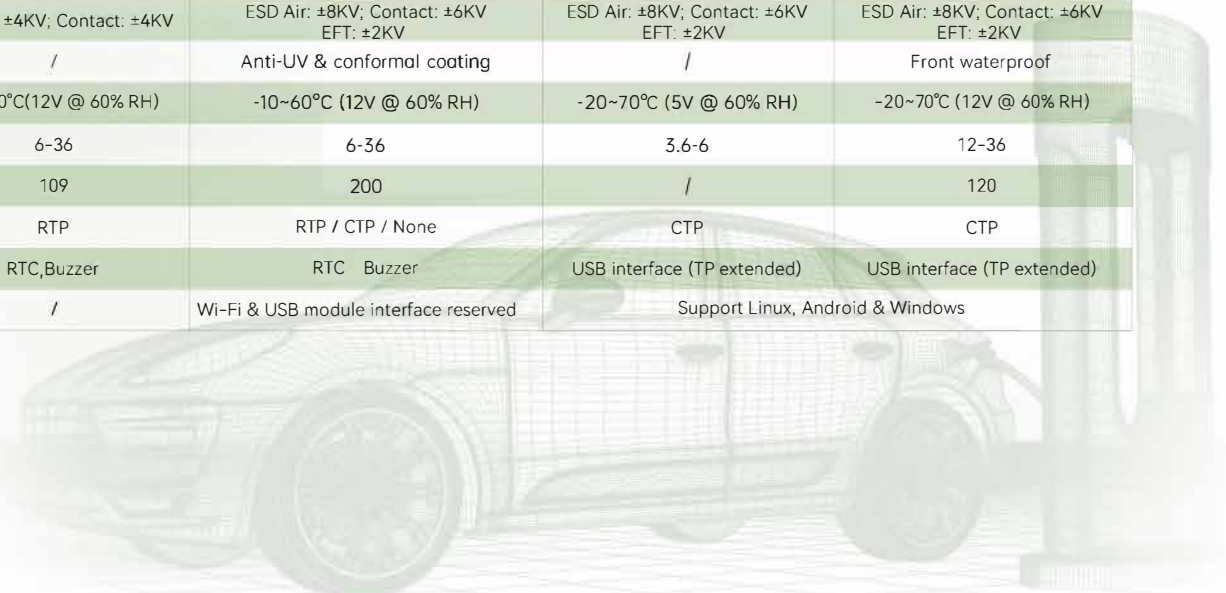 ±4KV; Contact: ±4KV
ESD Air: ±8KV; Contact: ±6KV
EFT: ±2KV
ESD Air: ±8KV; Contact: ±6KV
EFT: ±2KV
ESD Air: ±8KV; Contact: ±6KV
EFT: ±2KV
/
Anti-UV & conformal coating
/
Front waterproof
0°C(12V @ 60% RH)
-10~60°C (12V @ 60% RH)
-20~70°C (5V @ 60% RH)
-20~70°C (12V @ 60% RH)
6-36
6-36
3.6-6
12-36
109
200
/
120
RTP
RTP / CTP / None
CTP
CTP
RTC,Buzzer
RTC Buzzer
USB interface (TP extended)
USB interface (TP extended)
/
Wi-Fi & USB module interface reserved
Support Linux, Android & Windows